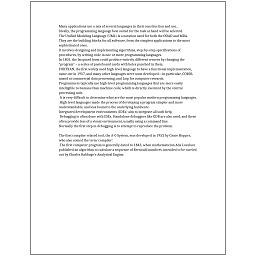 Many applications use a mix of several languages in their construction and use.
Ideally, the programming language best suited for the task at hand will be selected.
The Unified Modeling Language (UML) is a notation used for both the OOAD and MDA.
They are the building blocks for all software, from the simplest applications to the most
sophisticated ones.
It involves designing and implementing algorithms, step-by-step specifications of
procedures, by writing code in one or more programming languages.
In 1801, the Jacquard loom could produce entirely different weaves by changing the
"program" - a series of pasteboard cards with holes punched in them.
FORTRAN, the first widely used high-level language to have a functional implementation,
came out in 1957, and many other languages were soon developed—in particular, COBOL
aimed at commercial data processing, and Lisp for computer research.
Programmers typically use high-level programming languages that are more easily
intelligible to humans than machine code, which is directly executed by the central
processing unit.
It is very difficult to determine what are the most popular modern programming languages.
High-level languages made the process of developing a program simpler and more
understandable, and less bound to the underlying hardware.
Integrated development environments (IDEs) aim to integrate all such help.
Debugging is often done with IDEs. Standalone debuggers like GDB are also used, and these
often provide less of a visual environment, usually using a command line.
Normally the first step in debugging is to attempt to reproduce the problem.
The first compiler related tool, the A-0 System, was developed in 1952 by Grace Hopper,
who also coined the term 'compiler'.
The first computer program is generally dated to 1843, when mathematician Ada Lovelace
published an algorithm to calculate a sequence of Bernoulli numbers, intended to be carried
out by Charles Babbage's Analytical Engine.